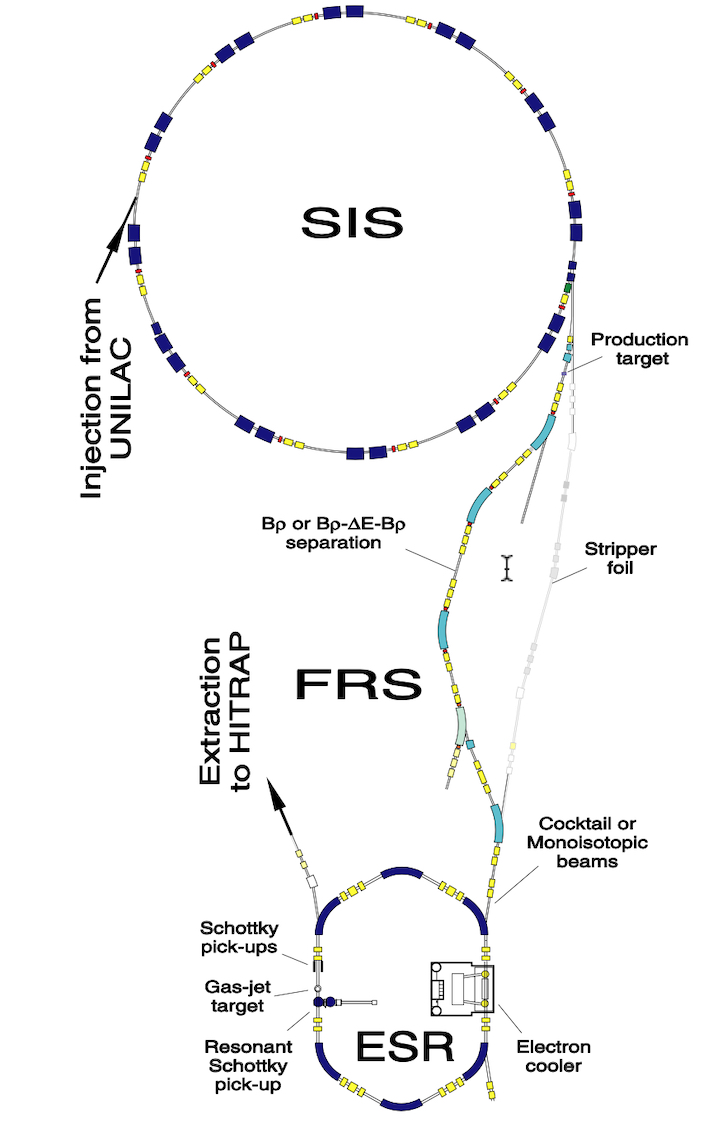 SIS
Injection from
UNILAC
Production
target
Bρ or Bρ-ΔE-Bρ
separation
Stripper
foil
FRS
Extraction
to HITRAP
Cocktail or
Monoisotopic
beams
Schottky
pick-ups
Gas-jet
target
Resonant
Schottky
pick-up
ESR
Electron
cooler